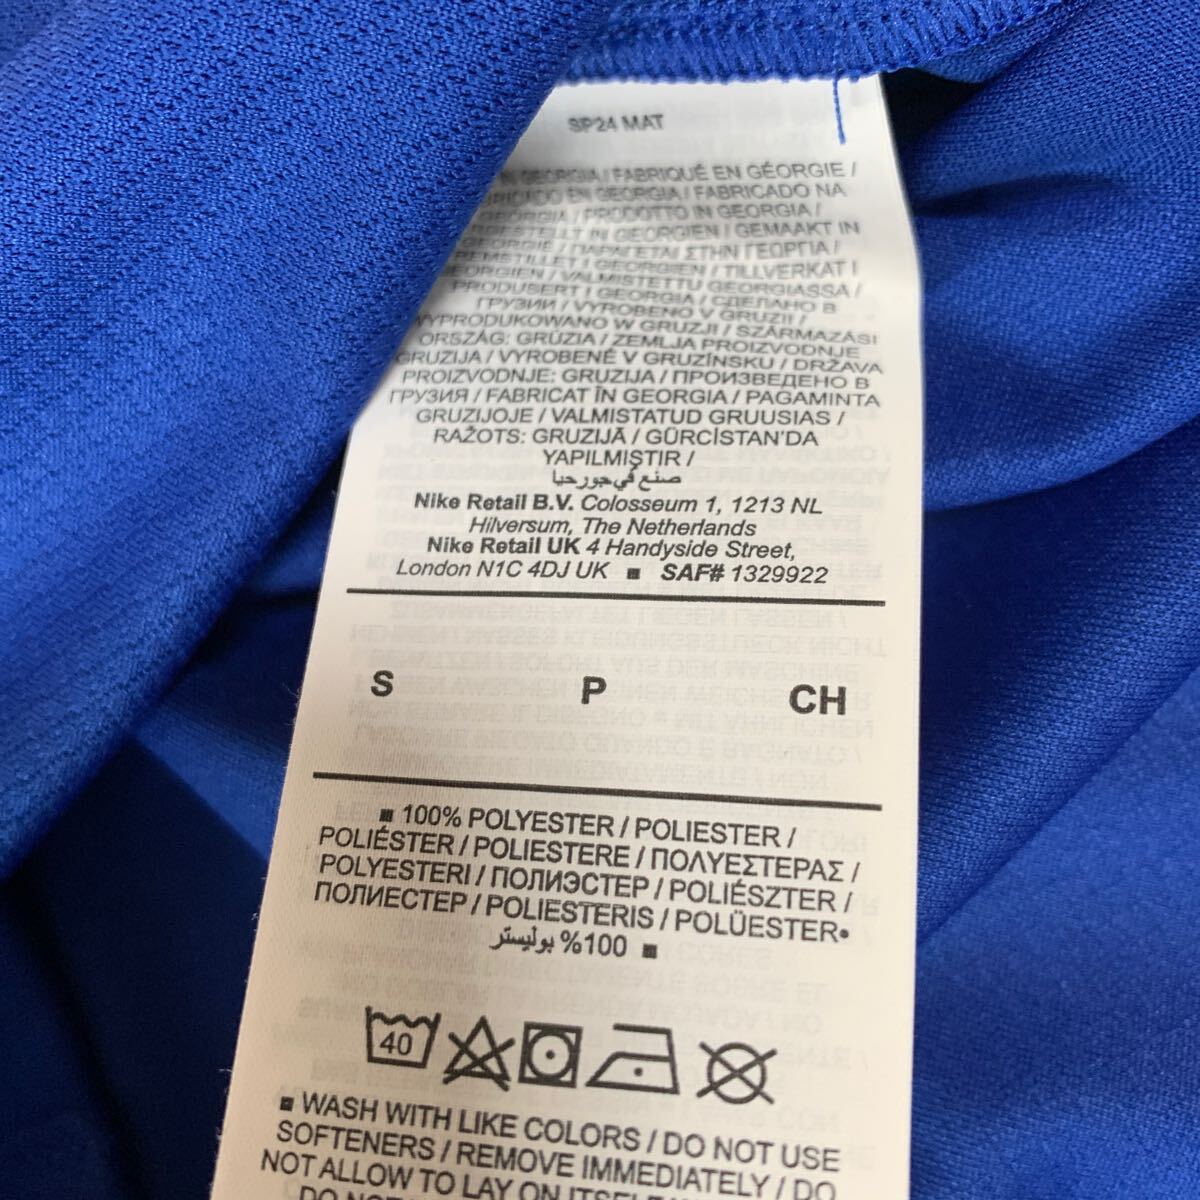 SP24 MAT
GEORGIA / FABRIQUÉ EN GÉORGIE /
EN GEORGIA / FABRICADO NA
GEÓRGIA / PRODOTTO IN GEORGIA /
IN GEORGIEN / GEMAAKT IN
GEORGIË / ΠΑΡΑΓΕΤΑΙ ΣΤΗΝ ΓΕΩΡΓΙΑ /
FREMSTILLET I GEORGIEN / TILLVERKAT I
GEORGIEN / VALMISTETTU GEORGIASSA /
PRODUSERT I GEORGIA / СДЕЛАНО В
ГРУЗИИ / VYROBENO V GRUZII /
WYPRODUKOWANO W GRUZJI / SZÁRMAZÁSI
ORSZÁG: GRÚZIA / ZEMLJA PROIZVODNJE
GRUZIJA / VYROBENÉ V GRUZÍNSKU / DRŽAVA
PROIZVODNJE: GRUZIJA / ПРОИЗВЕДЕНО В
ГРУЗИЯ / FABRICAT ÎN GEORGIA / PAGAMINTA
GRUZIJOJE / VALMISTATUD GRUUSIAS /
RAŽOTS: GRUZIJĀ / GÜRCİSTAN'DA
YAPILMIŞTIR /
صنع في جورجيا
Nike Retail B.V. Colosseum 1, 1213 NL
Hilversum, The Netherlands
Nike Retail UK 4 Handyside Street,
London N1C 4DJ UK ■ SAF# 1329922
S P CH
■ 100% POLYESTER / POLIESTER /
POLIÉSTER / POLIESTERE / ΠΟΛΥΕΣΤΕΡΑΣ /
POLYESTERI / ПОЛИЭСТЕР / POLIÉSZTER /
ПОЛИЕСТЕР / POLIESTERIS / POLÜESTER•
100% بوليستر ■
40
■ WASH WITH LIKE COLORS / DO NOT USE
SOFTENERS / REMOVE IMMEDIATELY / DO
NOT ALLOW TO LAY ON ITSELF
DO NOT